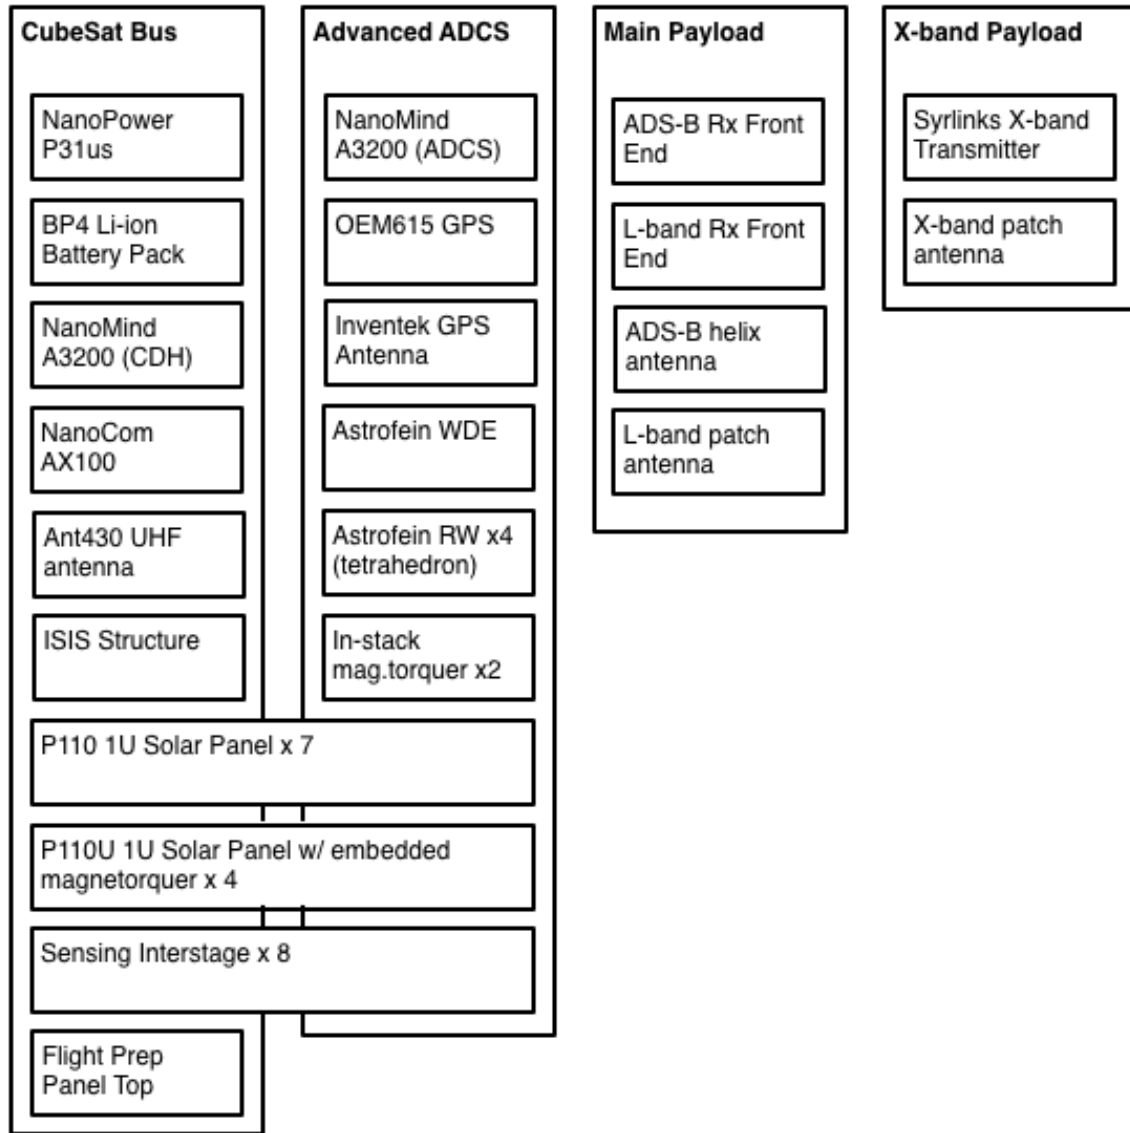 CubeSat Bus
NanoPower
P31us
BP4 Li-ion
Battery Pack
NanoMind
A3200 (CDH)
NanoCom
AX100
Ant430 UHF
antenna
ISIS Structure
Advanced ADCS
NanoMind
A3200 (ADCS)
OEM615 GPS
Inventek GPS
Antenna
Astrofein WDE
Astrofein RW x4
(tetrahedron)
In-stack
mag.torquer x2
P110 1U Solar Panel x 7
P110U 1U Solar Panel w/ embedded
magnetorquer x 4
Sensing Interstage x 8
Flight Prep
Panel Top
Main Payload
ADS-B Rx Front
End
L-band Rx Front
End
ADS-B helix
antenna
L-band patch
antenna
X-band Payload
Syrlinks X-band
Transmitter
X-band patch
antenna